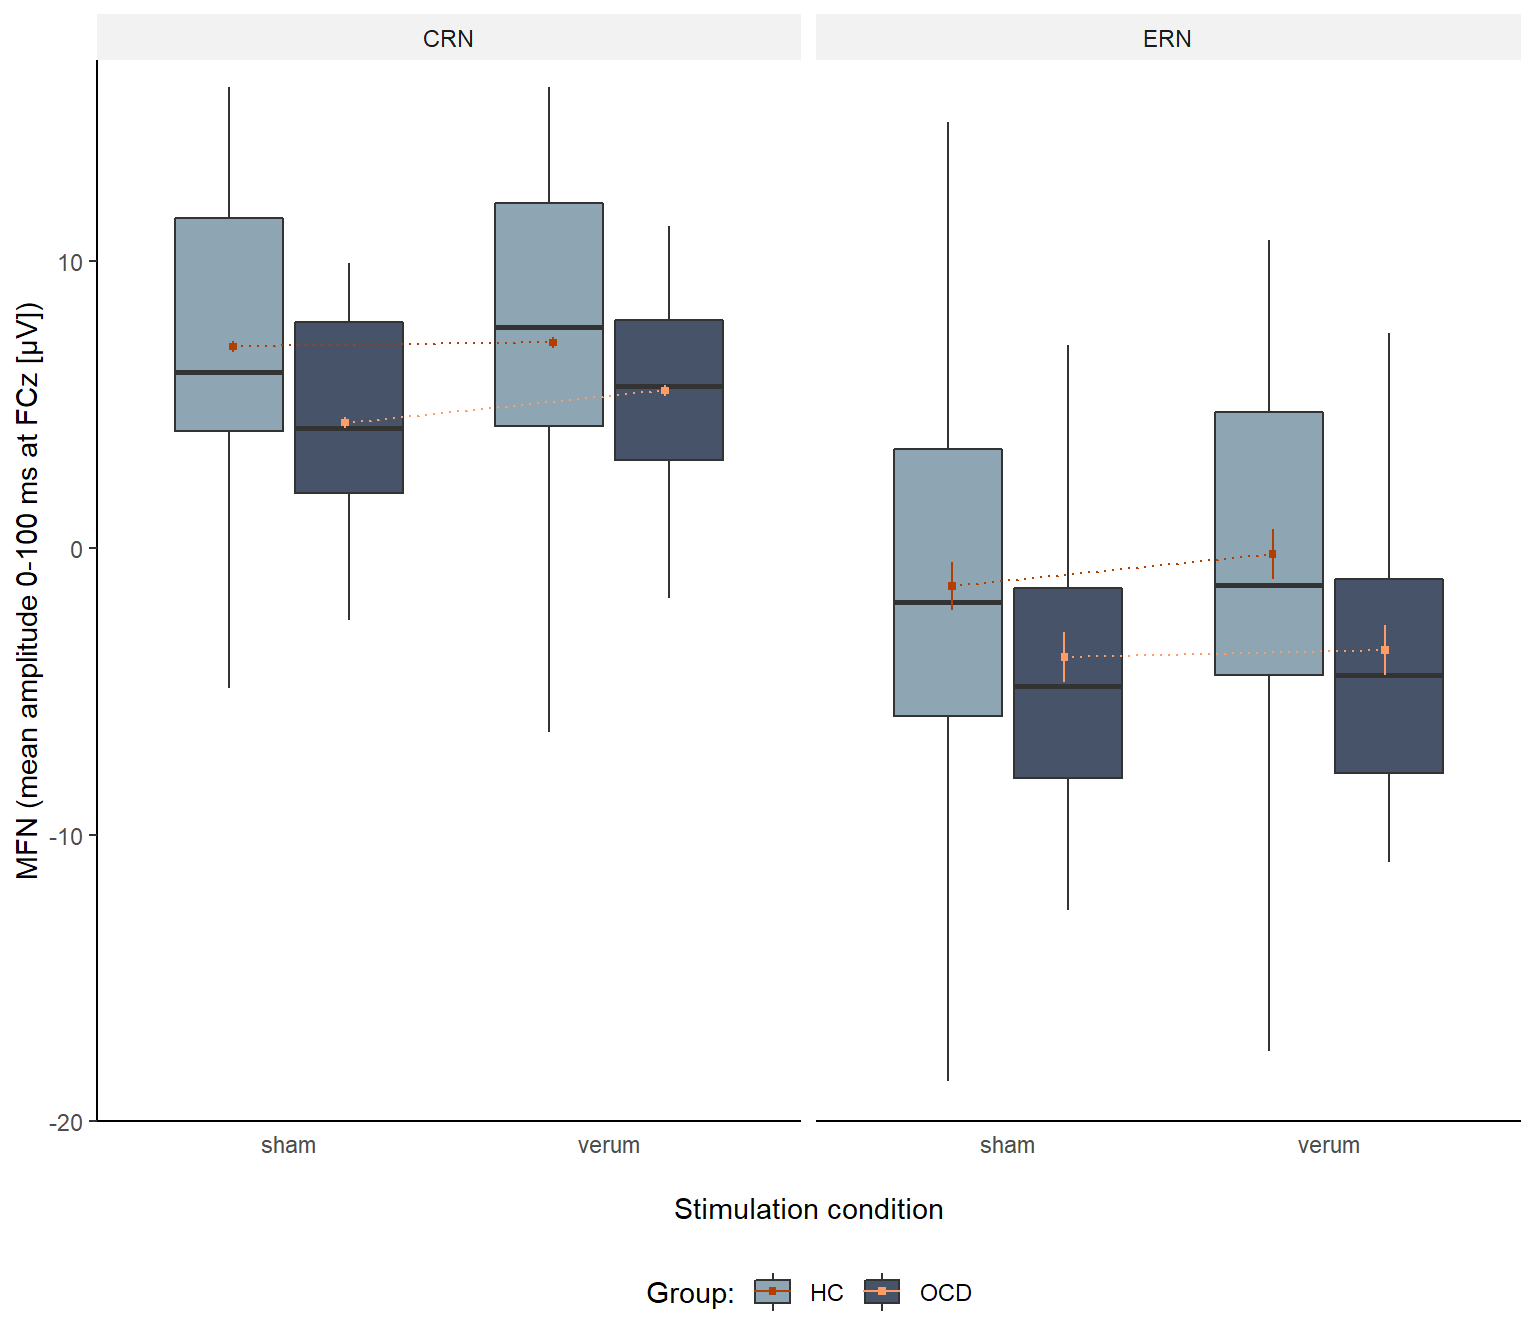 CRN
ERN
MFN (mean amplitude 0-100 ms at FCz [µV])
10
0
-10
-20
sham
verum
sham
verum
Stimulation condition
Group:
HC
OCD